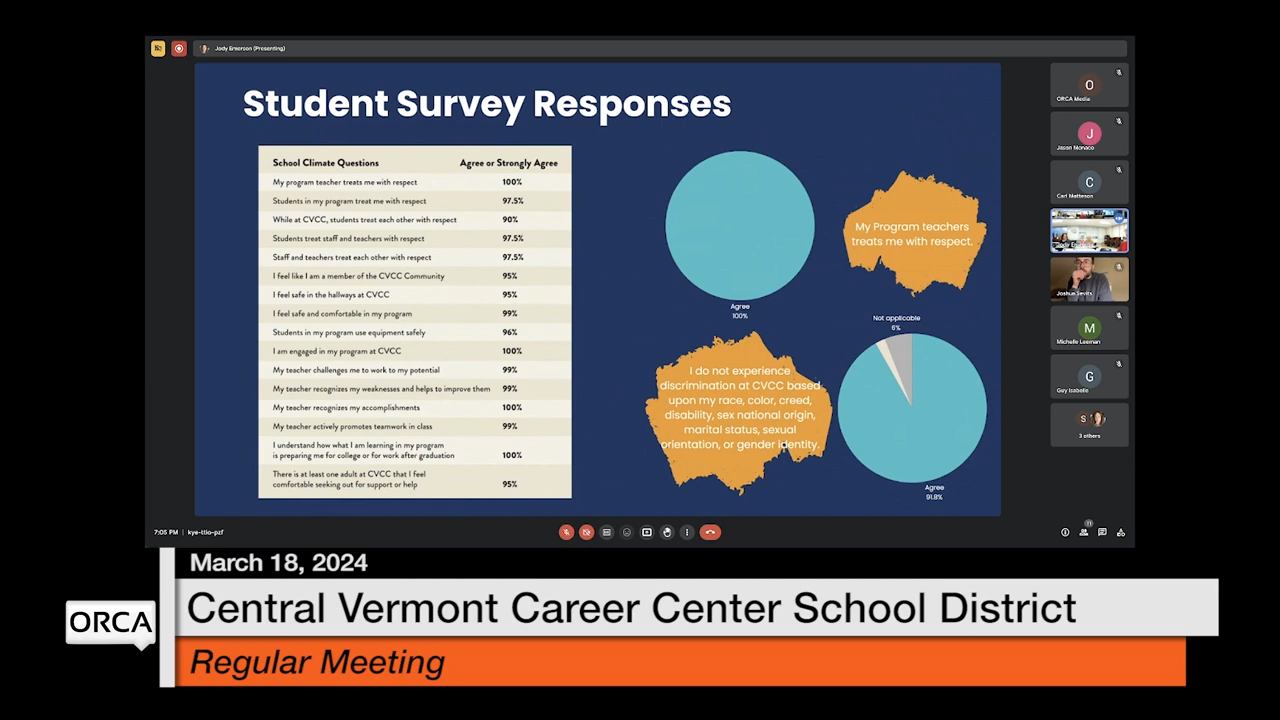 Jody Emerson (Presenting)
Student Survey Responses
School Climate Questions Agree or Strongly Agree
My program teacher treats me with respect 100%
Students in my program treat me with respect 97.5%
While at CVCC, students treat each other with respect 90%
Students treat staff and teachers with respect 97.5%
Staff and teachers treat each other with respect 97.5%
I feel like I am a member of the CVCC Community 95%
I feel safe in the hallways at CVCC 95%
I feel safe and comfortable in my program 99%
Students in my program use equipment safely 96%
I am engaged in my program at CVCC 100%
My teacher challenges me to work to my potential 99%
My teacher recognizes my weaknesses and helps to improve them 99%
My teacher recognizes my accomplishments 100%
My teacher actively promotes teamwork in class 99%
I understand how what I am learning in my program
is preparing me for college or for work after graduation 100%
There is at least one adult at CVCC that I feel
comfortable seeking out for support or help 95%
Agree
100%
My Program teachers
treats me with respect.
I do not experience
discrimination at CVCC based
upon my race, color, creed,
disability, sex national origin,
marital status, sexual
orientation, or gender identity.
Not applicable
6%
Agree
91.8%
O
ORCA Media
J
Jason Monaco
C
Carl Matteson
Jody Emerson
Joshua Sevits
M
Michelle Leeman
G
Guy Isabelle
S
3 others
7:05 PM | kye-ttio-pzf
11
March 18, 2024
ORCA
Central Vermont Career Center School District
Regular Meeting